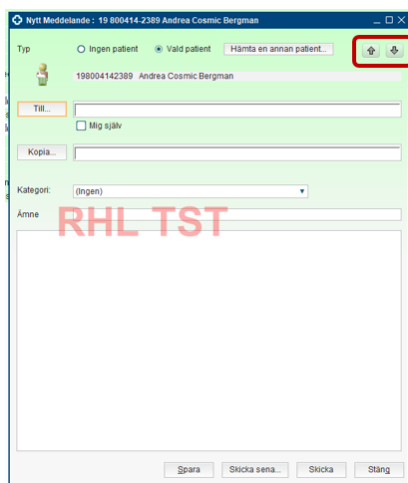 Nytt Meddelande : 19 800414-2389 Andrea Cosmic Bergman
Typ Ingen patient Vald patient Hämta en annan patient...
198004142389 Andrea Cosmic Bergman
Till...
Mig själv
Kopia...
Kategori: (Ingen)
Ämne
RHL TST
Spara Skicka sena... Skicka Stäng